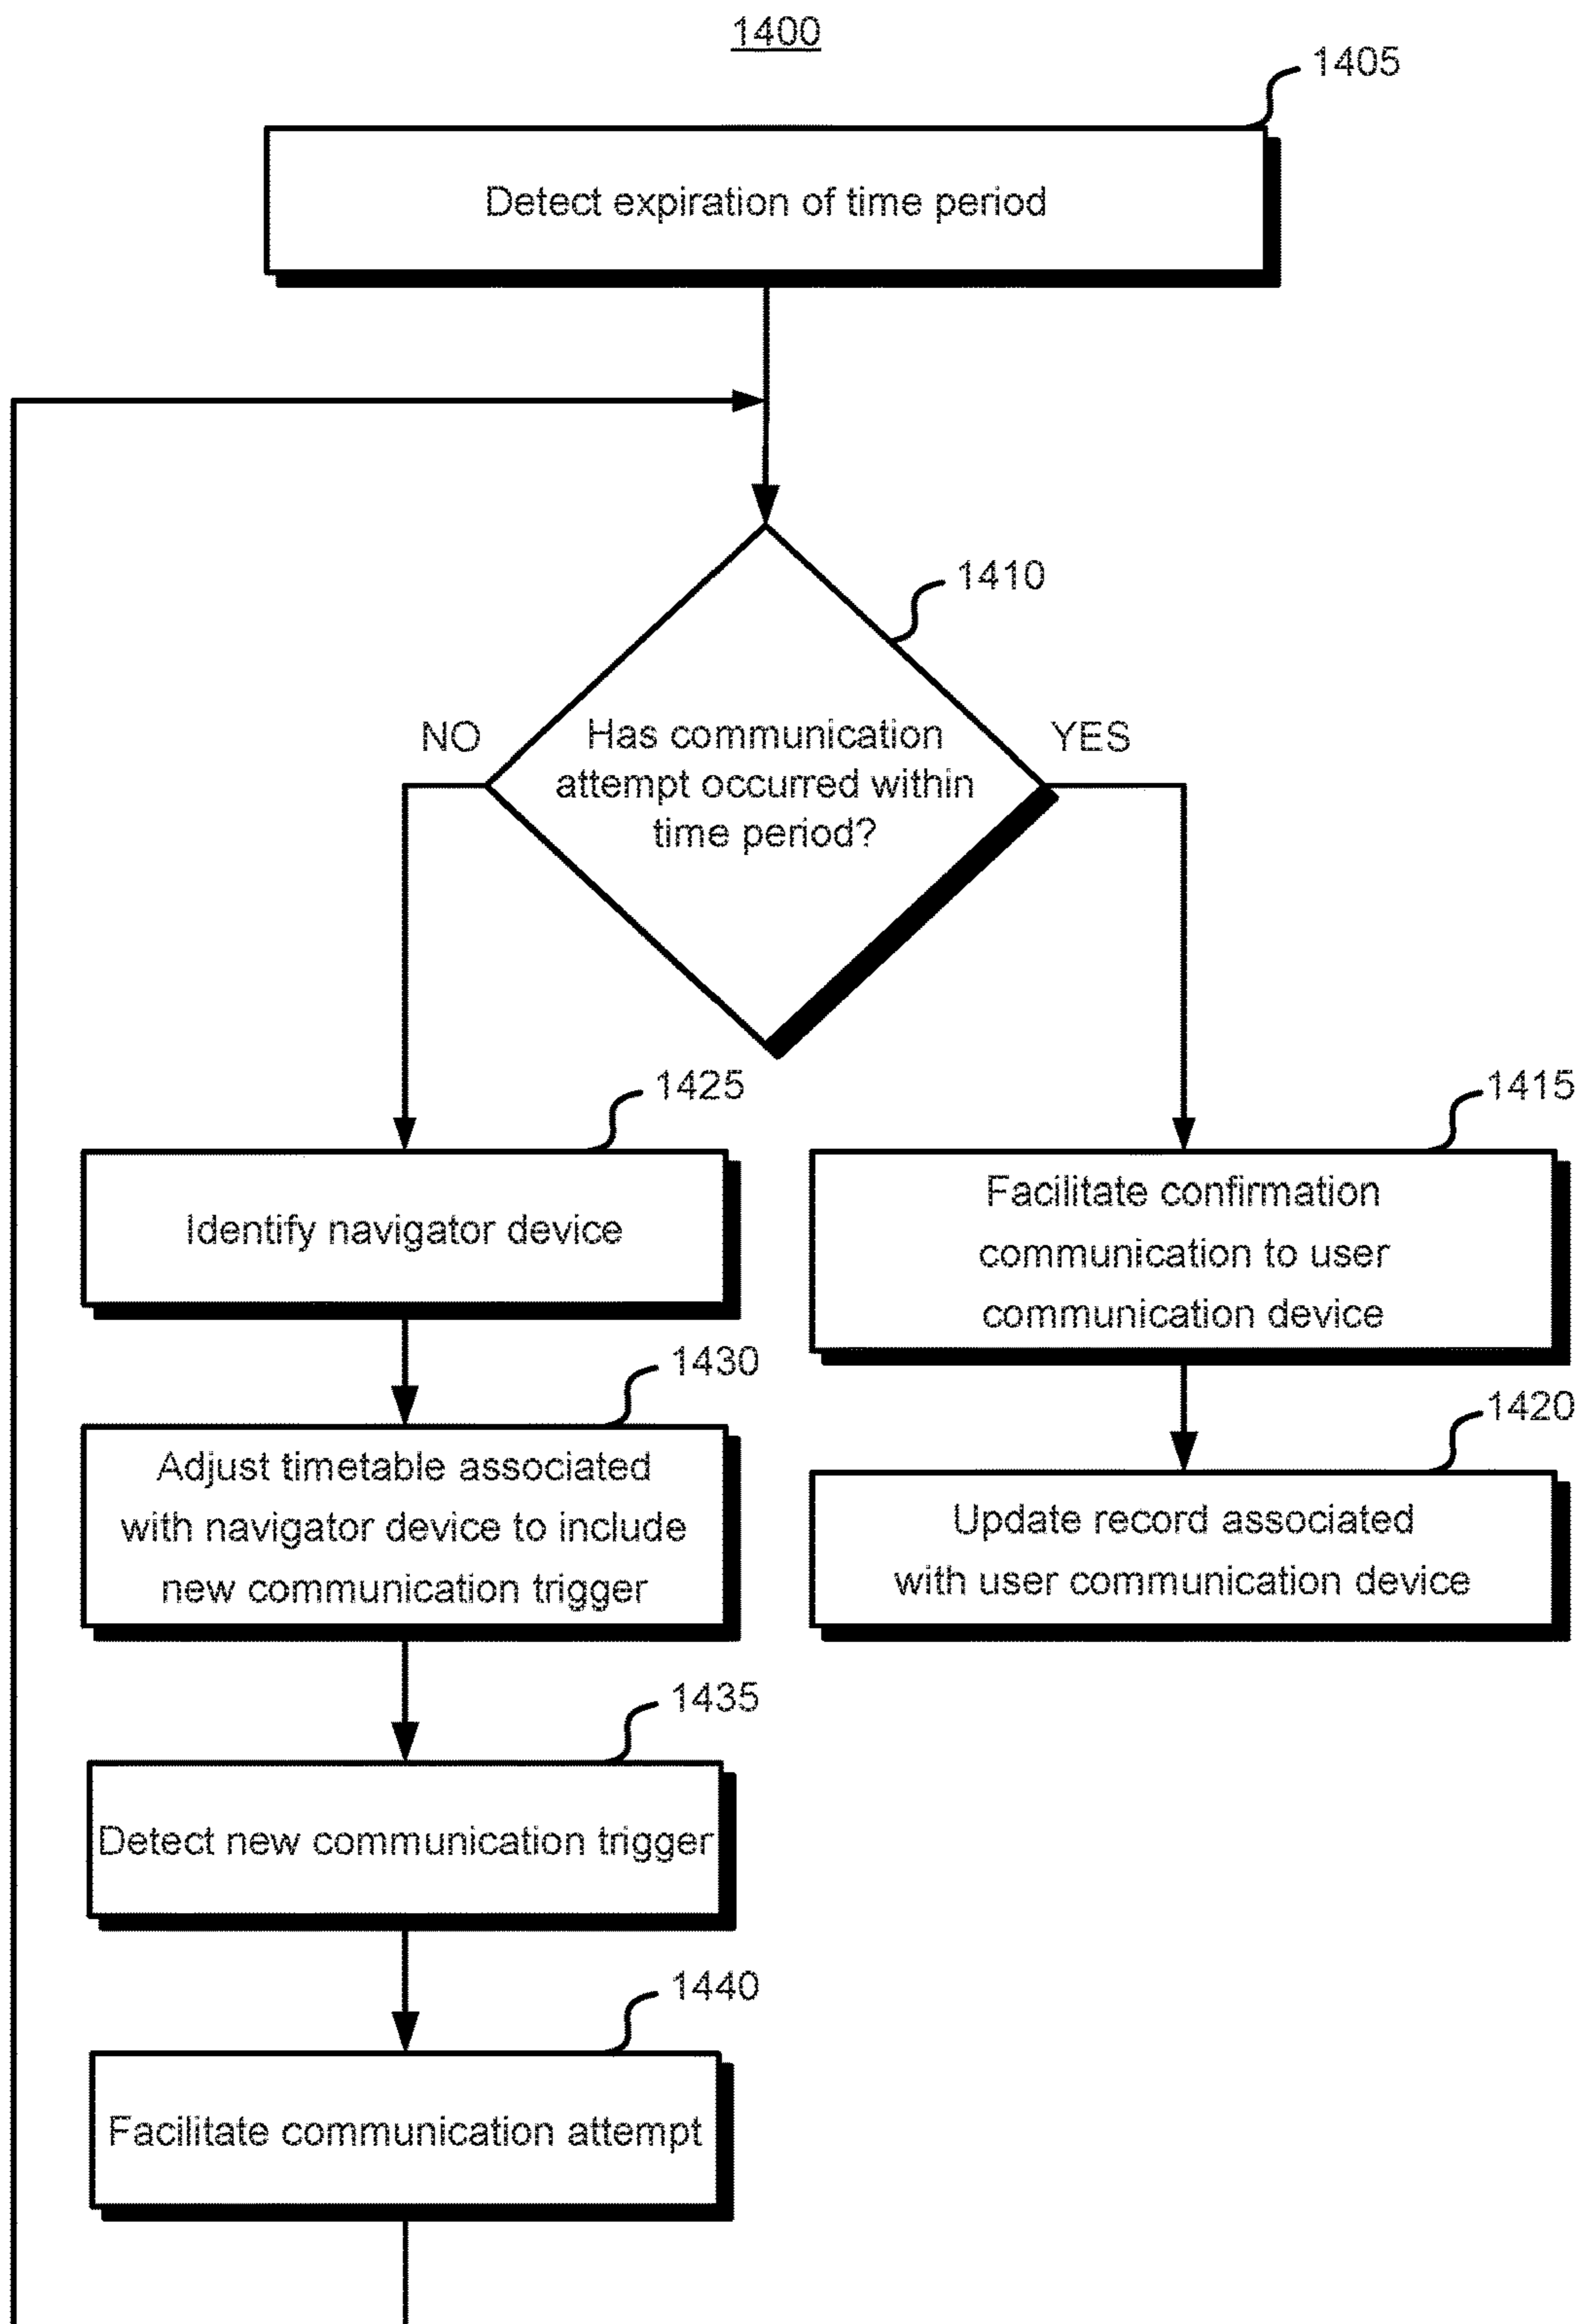 1400
1405
Detect expiration of time period
1410
NO
YES
Has communication
attempt occurred within
time period?
1425
1415
Identify navigator device
Facilitate confirmation
communication to user
communication device
1430
1420
Adjust timetable associated
with navigator device to include
new communication trigger
Update record associated
with user communication device
1435
Detect new communication trigger
1440
Facilitate communication attempt